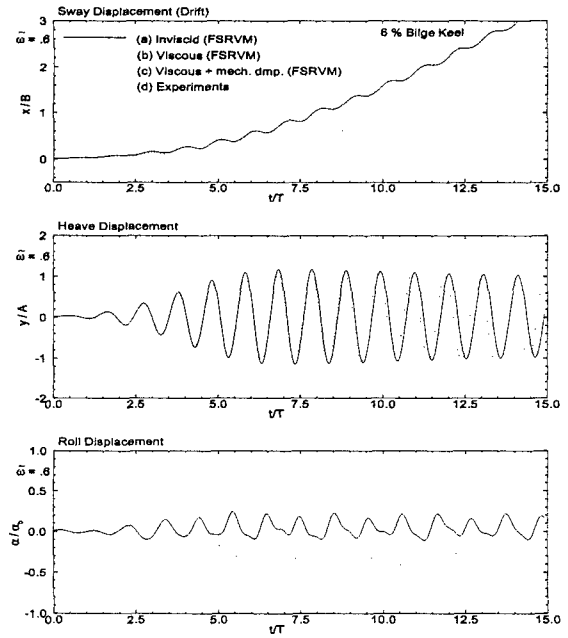 Sway Displacement (Drift)
ω̃ = .6
x/B
3
2
1
0
(a) Inviscid (FSRVM)
(b) Viscous (FSRVM)
(c) Viscous + mech. dmp. (FSRVM)
(d) Experiments
6 % Bilge Keel
0.0 2.5 5.0 7.5 10.0 12.5 15.0
t/T
Heave Displacement
ω̃ = .6
y/A
2
1
0
-1
-2
0.0 2.5 5.0 7.5 10.0 12.5 15.0
t/T
Roll Displacement
ω̃ = .6
α/α₀
1.0
0.5
0.0
-0.5
-1.0
0.0 2.5 5.0 7.5 10.0 12.5 15.0
t/T